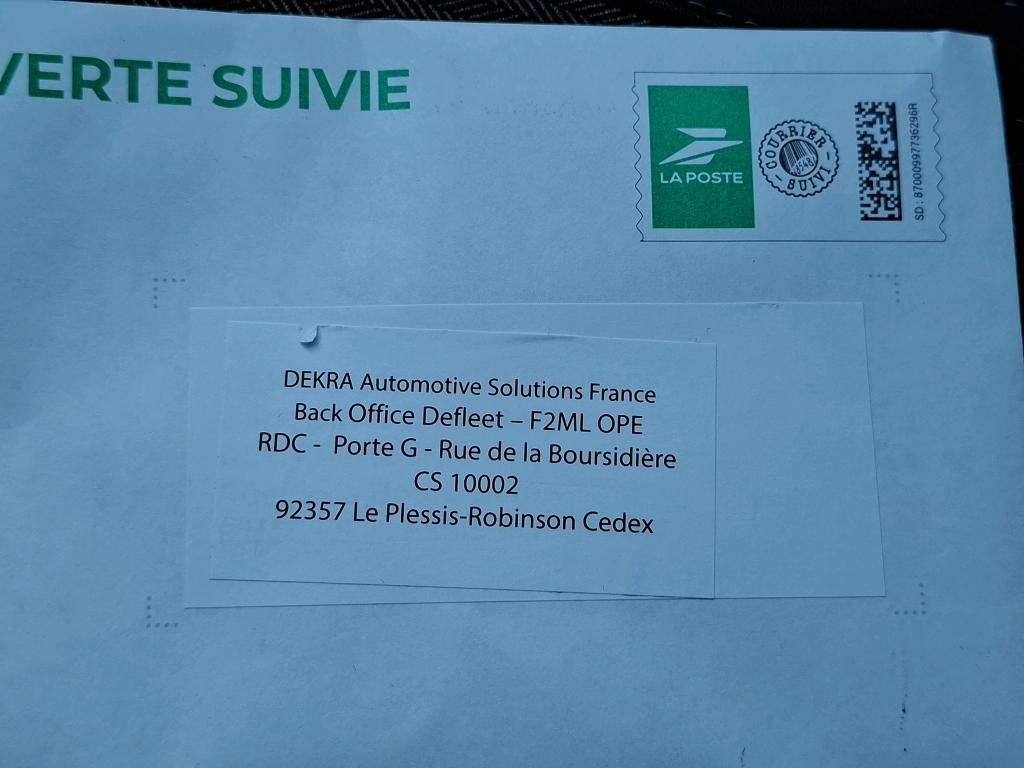 VERTE SUIVIE
LA POSTE
COURRIER
SUIVI
SD : 87000997736296A
DEKRA Automotive Solutions France
Back Office Defleet – F2ML OPE
RDC - Porte G - Rue de la Boursidière
CS 10002
92357 Le Plessis-Robinson Cedex